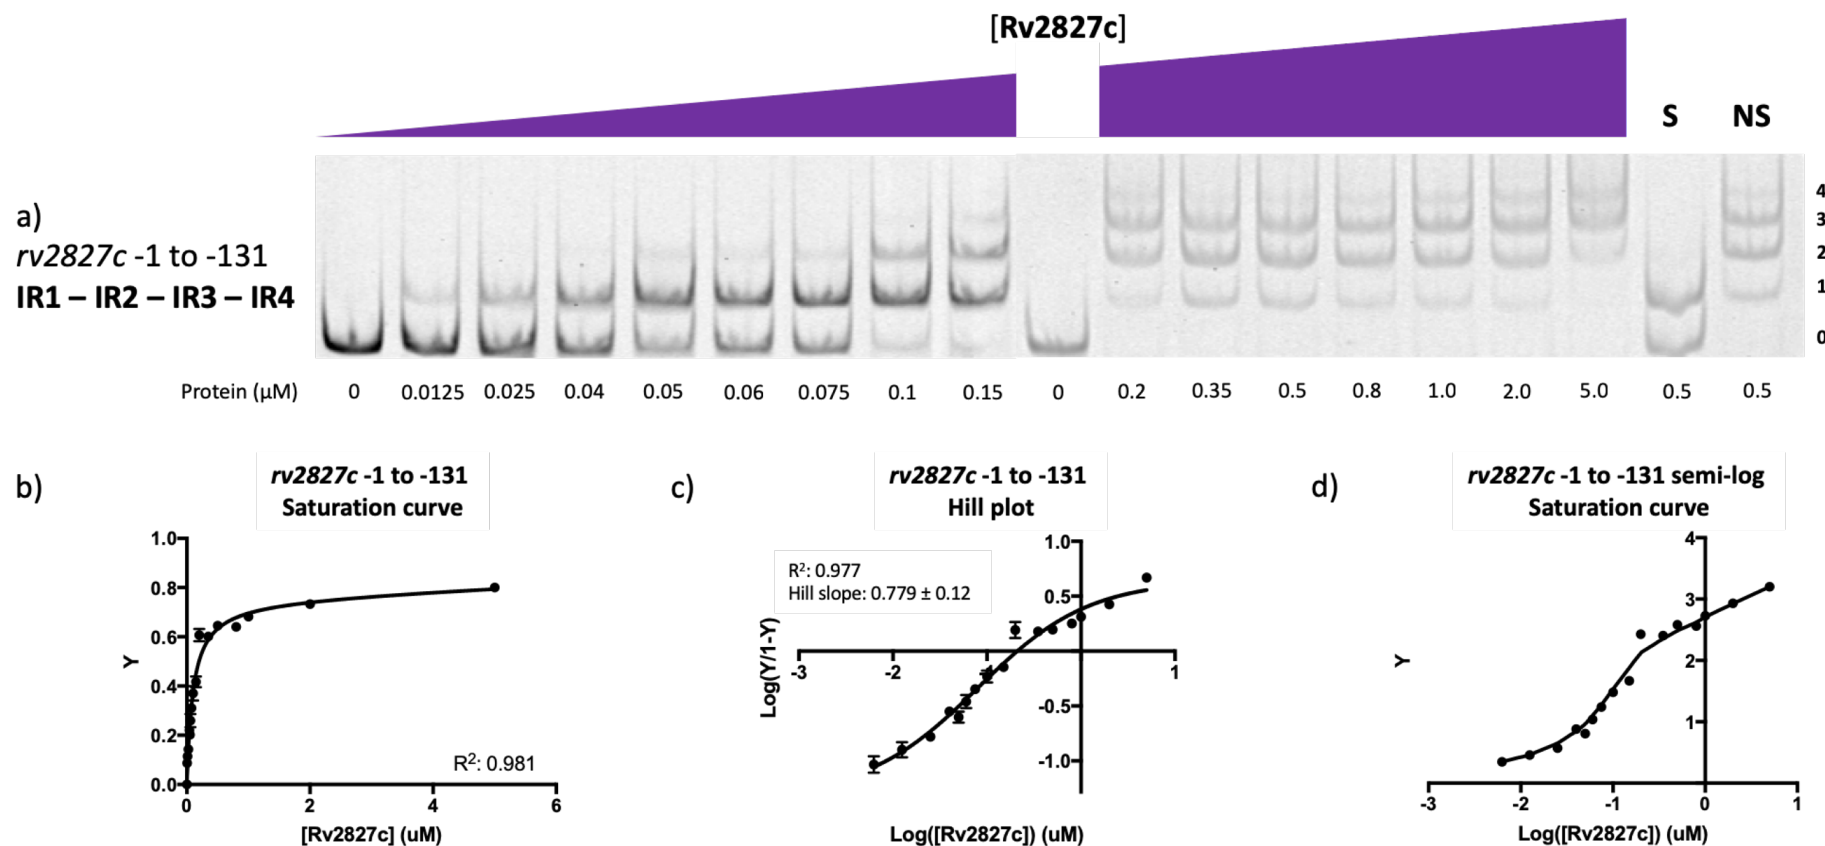 [Rv2827c]
S NS
a)
rv2827c -1 to -131
IR1 – IR2 – IR3 – IR4
4
3
2
1
0
Protein (µM) 0 0.0125 0.025 0.04 0.05 0.06 0.075 0.1 0.15 0 0.2 0.35 0.5 0.8 1.0 2.0 5.0 0.5 0.5
b)
rv2827c -1 to -131
Saturation curve
1.0
0.8
0.6
0.4
0.2
0.0
Y
R²: 0.981
0 2 4 6
[Rv2827c] (uM)
c)
rv2827c -1 to -131
Hill plot
R²: 0.977
Hill slope: 0.779 ± 0.12
Log(Y/1-Y)
1.0
0.5
-3 -2 -1 1
-0.5
-1.0
Log([Rv2827c]) (uM)
d)
rv2827c -1 to -131 semi-log
Saturation curve
4
3
2
1
Y
-3 -2 -1 0 1
Log([Rv2827c]) (uM)